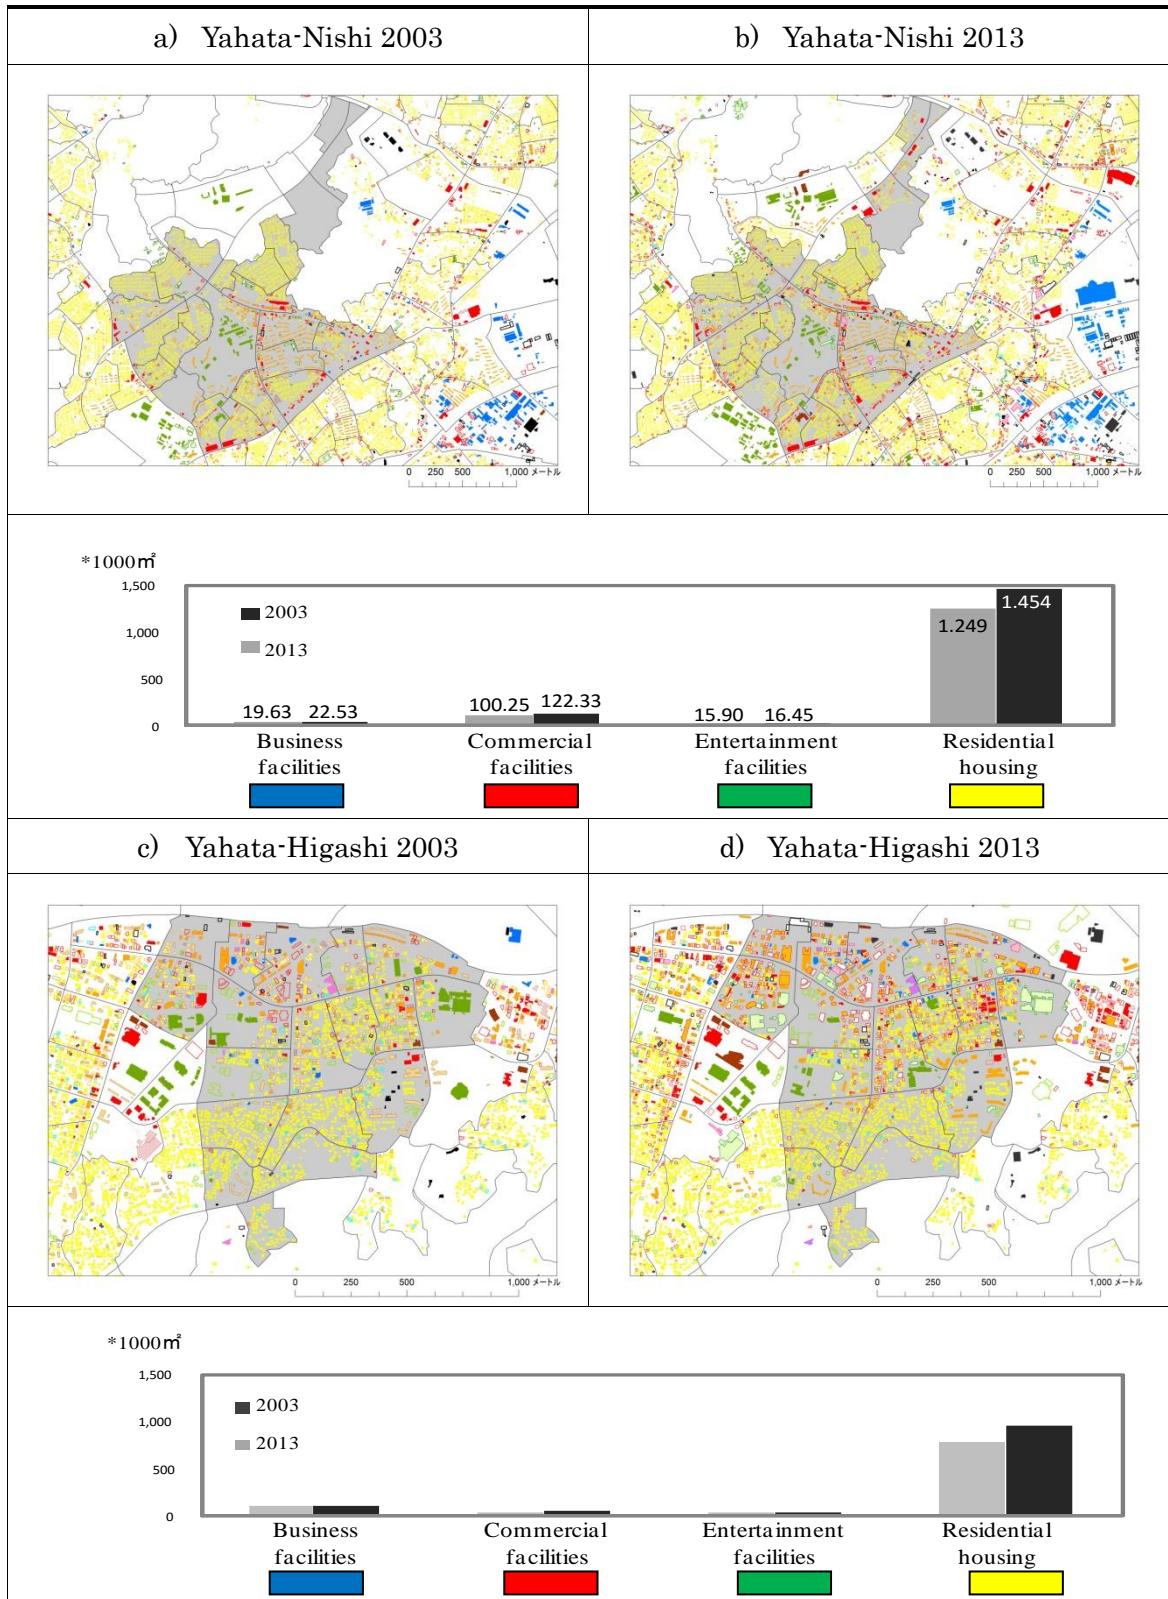 a) Yahata-Nishi 2003
b) Yahata-Nishi 2013
0 250 500 1,000 メートル
0 250 500 1,000 メートル
*1000㎡
1,500
1,000
500
0
2003
2013
19.63 22.53
100.25 122.33
15.90 16.45
1.249 1.454
Business
facilities
Commercial
facilities
Entertainment
facilities
Residential
housing
c) Yahata-Higashi 2003
d) Yahata-Higashi 2013
0 250 500 1,000 メートル
0 250 500 1,000 メートル
*1000㎡
1,500
1,000
500
0
2003
2013
Business
facilities
Commercial
facilities
Entertainment
facilities
Residential
housing